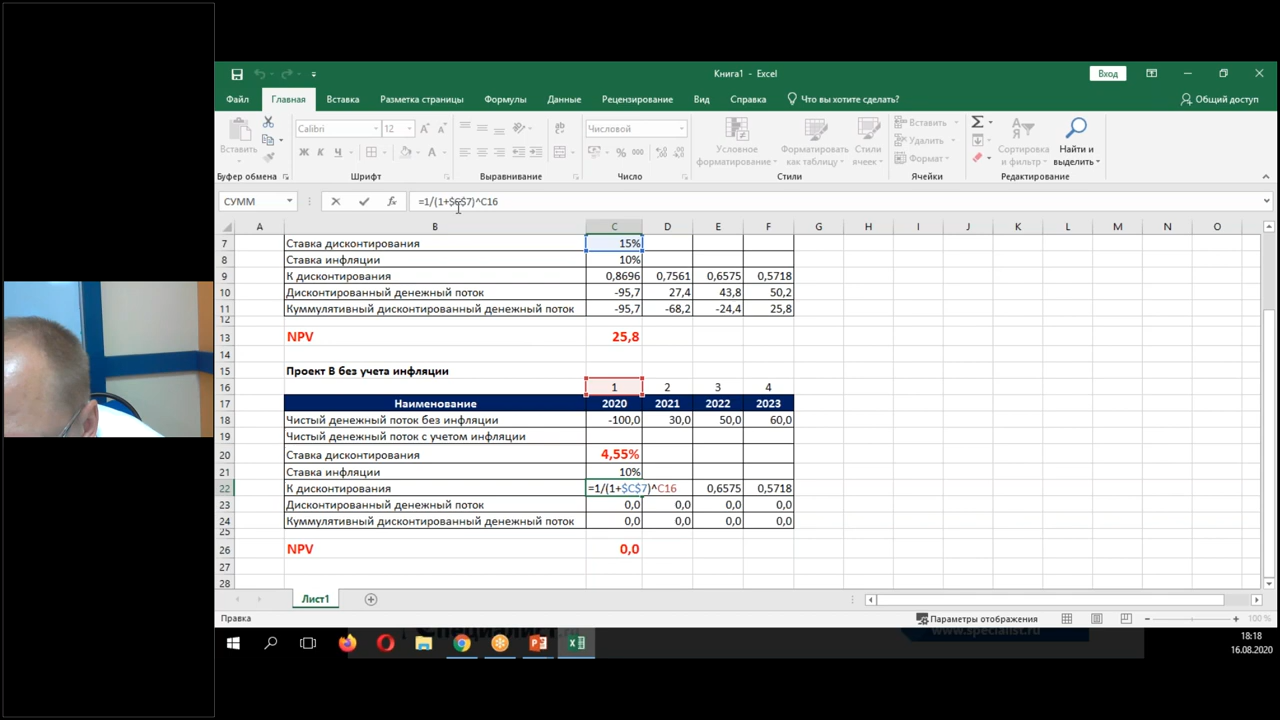 Книга1 - Excel
Вход
Файл Главная Вставка Разметка страницы Формулы Данные Рецензирование Вид Справка Что вы хотите сделать? Общий доступ
Вставить
Calibri 12
Ж К Ч
Числовой
% 000
Условное форматирование
Форматировать как таблицу
Стили ячеек
Вставить
Удалить
Формат
Сортировка и фильтр
Найти и выделить
Буфер обмена Шрифт Выравнивание Число Стили Ячейки Редактирование
СУММ =1/(1+$C$7)^C16
A B C D E F G H I J K L M N O
7 Ставка дисконтирования 15%
8 Ставка инфляции 10%
9 К дисконтирования 0,8696 0,7561 0,6575 0,5718
10 Дисконтированный денежный поток -95,7 27,4 43,8 50,2
11 Куммулятивный дисконтированный денежный поток -95,7 -68,2 -24,4 25,8
12
13 NPV 25,8
14
15 Проект В без учета инфляции
16 1 2 3 4
17 Наименование 2020 2021 2022 2023
18 Чистый денежный поток без инфляции -100,0 30,0 50,0 60,0
19 Чистый денежный поток с учетом инфляции
20 Ставка дисконтирования 4,55%
21 Ставка инфляции 10%
22 К дисконтирования =1/(1+$C$7)^C16 0,6575 0,5718
23 Дисконтированный денежный поток 0,0 0,0 0,0 0,0
24 Куммулятивный дисконтированный денежный поток 0,0 0,0 0,0 0,0
25
26 NPV 0,0
27
28
Лист1
Правка Параметры отображения 100 %
www.specialist.ru
18:18
16.08.2020